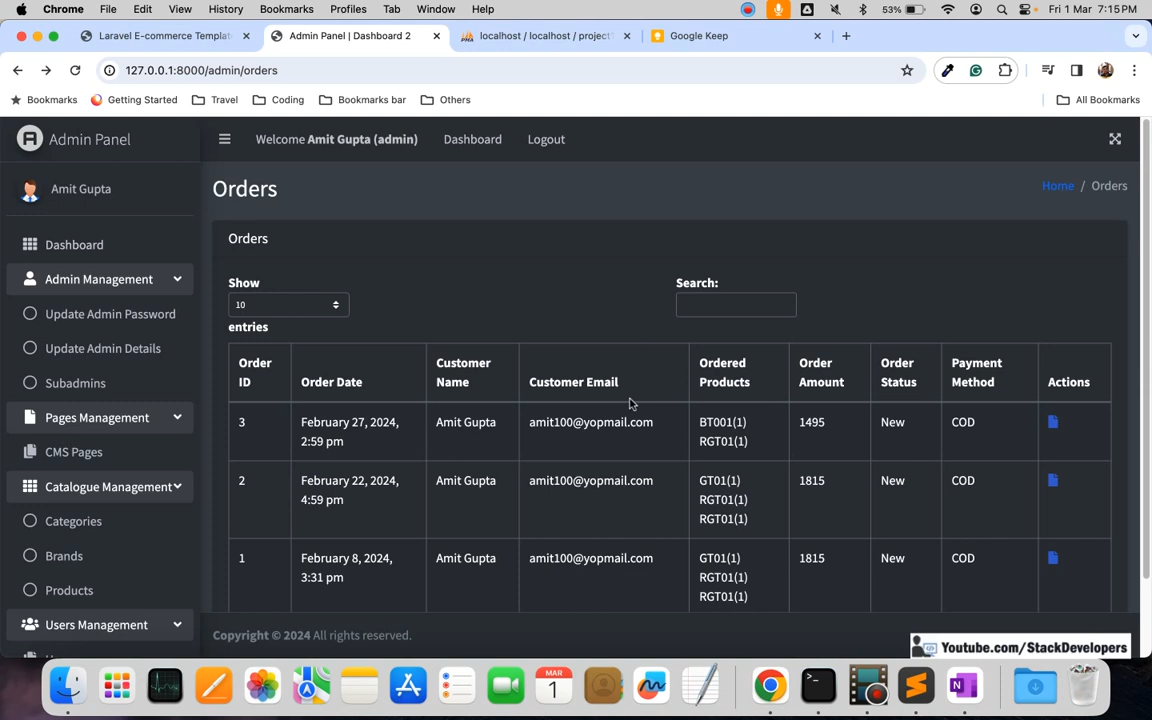 Chrome File Edit View History Bookmarks Profiles Tab Window Help 53% Fri 1 Mar 7:15PM
Laravel E-commerce Templat Admin Panel | Dashboard 2 localhost / localhost / project Google Keep
127.0.0.1:8000/admin/orders
Bookmarks Getting Started Travel Coding Bookmarks bar Others All Bookmarks
Admin Panel Welcome Amit Gupta (admin) Dashboard Logout
Amit Gupta
Dashboard
Admin Management
Update Admin Password
Update Admin Details
Subadmins
Pages Management
CMS Pages
Catalogue Management
Categories
Brands
Products
Users Management
Orders
Home / Orders
Orders
Show
10
entries
Search:
Order ID Order Date Customer Name Customer Email Ordered Products Order Amount Order Status Payment Method Actions
3 February 27, 2024, Amit Gupta amit100@yopmail.com BT001(1) 1495 New COD
2:59 pm RGT01(1)
2 February 22, 2024, Amit Gupta amit100@yopmail.com GT01(1) 1815 New COD
4:59 pm RGT01(1)
RGT01(1)
1 February 8, 2024, Amit Gupta amit100@yopmail.com GT01(1) 1815 New COD
3:31 pm RGT01(1)
RGT01(1)
Copyright © 2024 All rights reserved.
Youtube.com/StackDevelopers
MAR
1